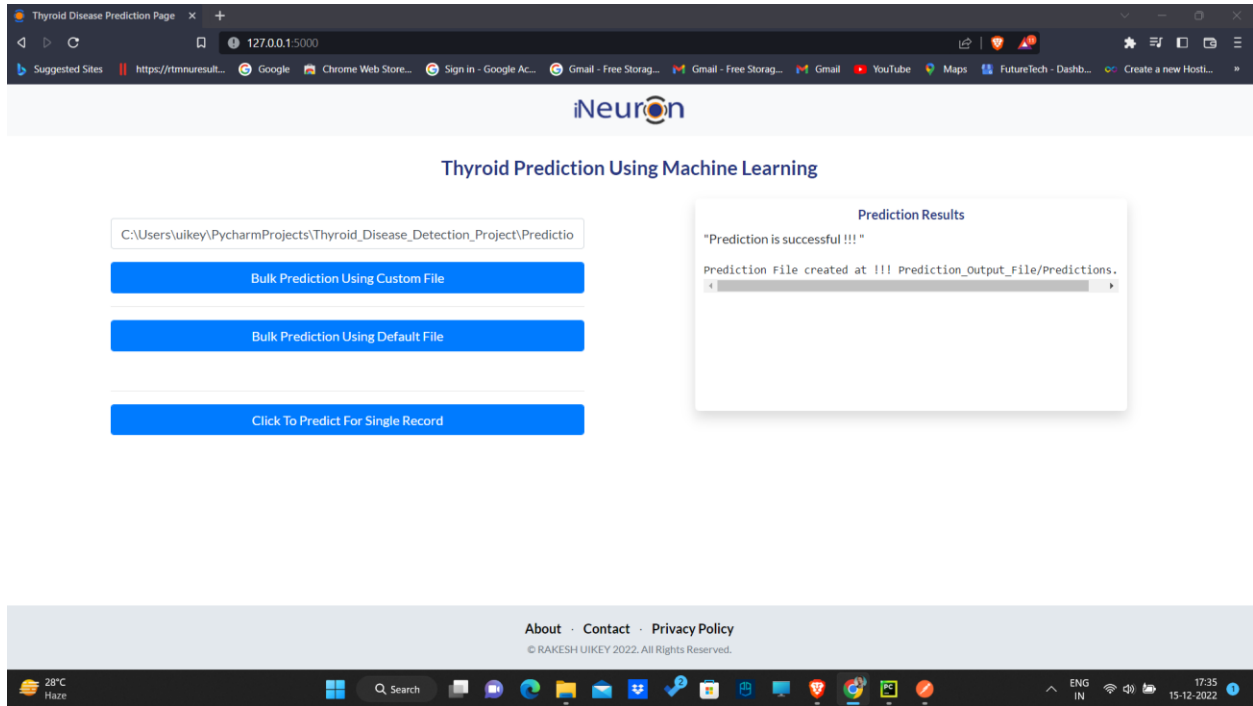 Thyroid Disease Prediction Page
127.0.0.1:5000
Suggested Sites https://rtmnuresult... Google Chrome Web Store... Sign in - Google Ac... Gmail - Free Storag... Gmail - Free Storag... Gmail YouTube Maps FutureTech - Dashb... Create a new Hosti... »
iNeuron
Thyroid Prediction Using Machine Learning
C:\Users\uikey\PycharmProjects\Thyroid_Disease_Detection_Project\Predictio
Bulk Prediction Using Custom File
Bulk Prediction Using Default File
Click To Predict For Single Record
Prediction Results
"Prediction is successful !!! "
Prediction File created at !!! Prediction_Output_File/Predictions.
About · Contact · Privacy Policy
© RAKESH UIKEY 2022. All Rights Reserved.
28°C
Haze
Search
2
PC
ENG
IN
17:35
15-12-2022
1